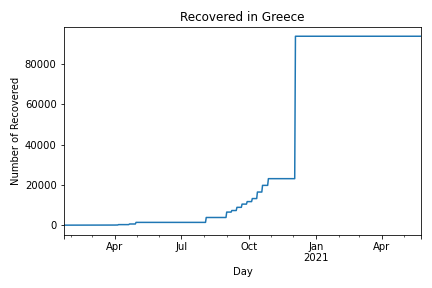 Recovered in Greece
Number of Recovered
80000
60000
40000
20000
0
Apr Jul Oct Jan Apr
2021
Day